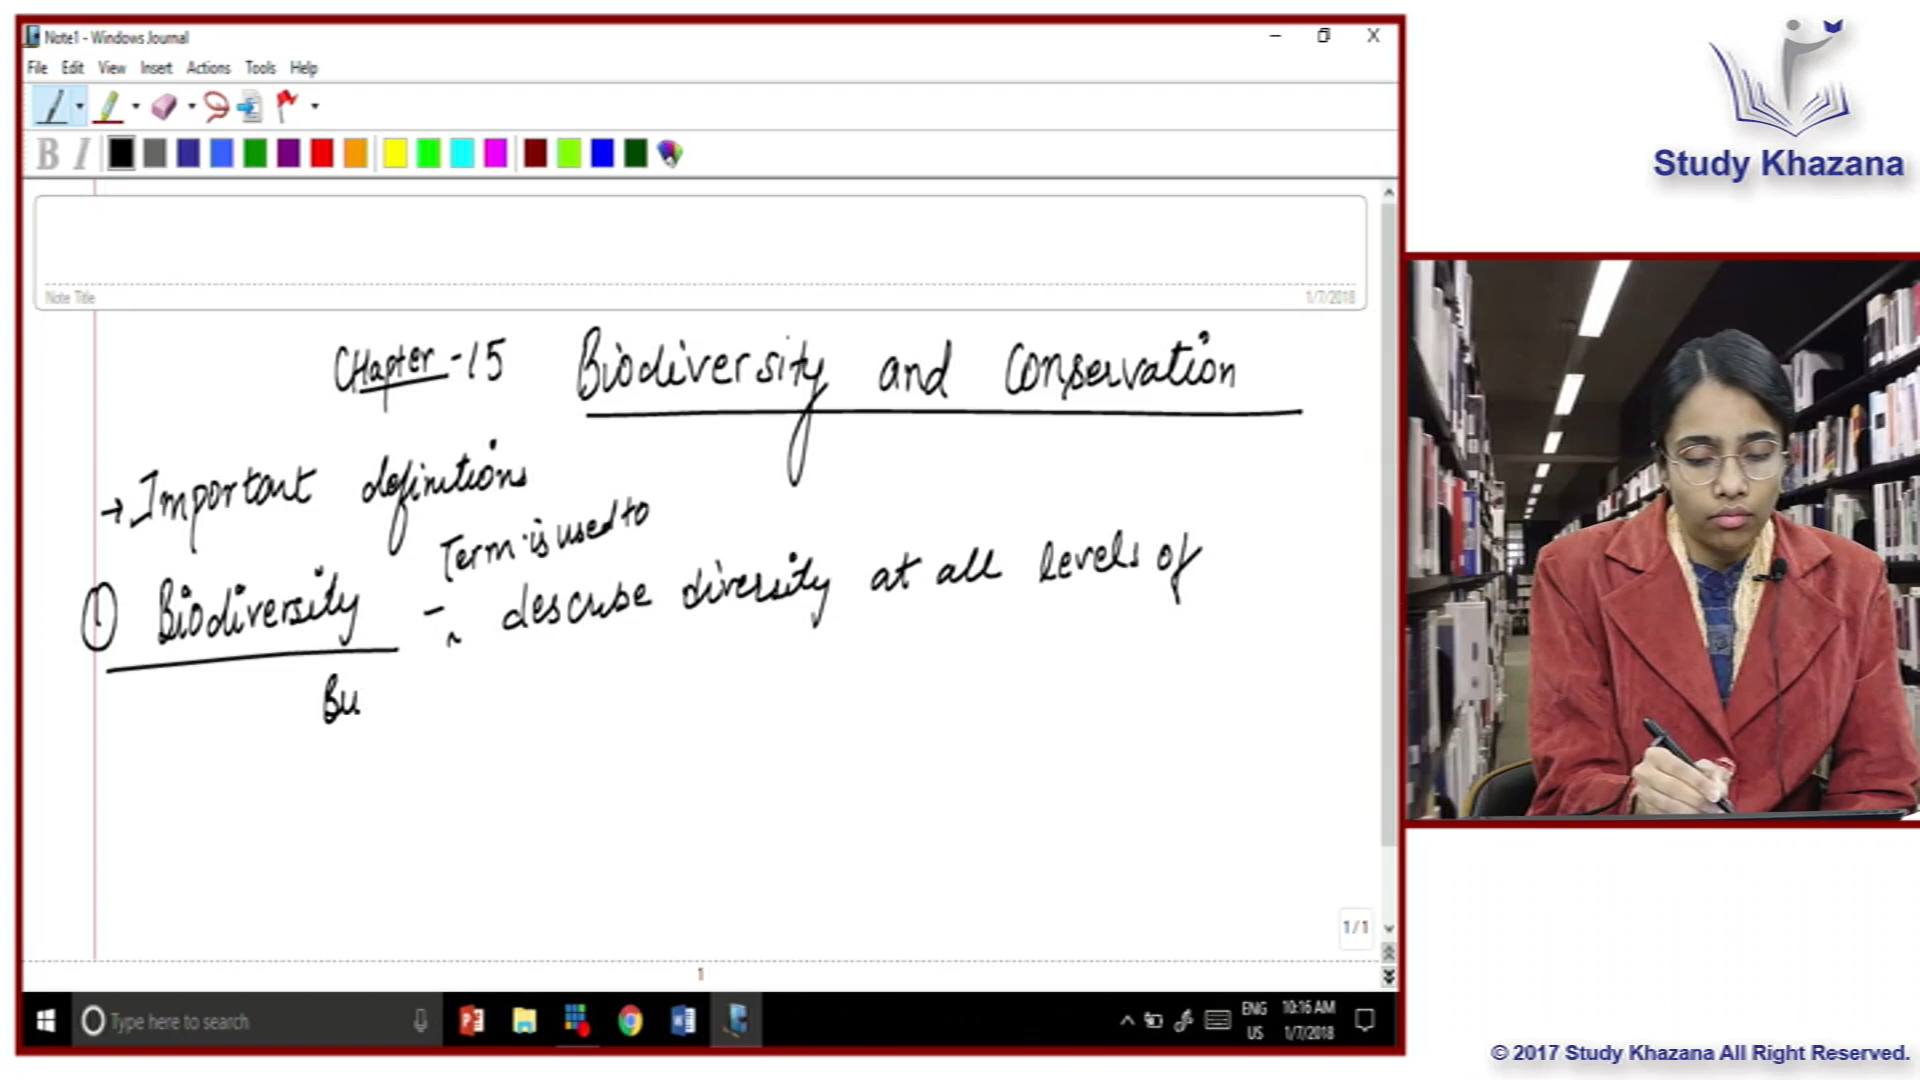 Note1 - Windows Journal
File Edit View Insert Actions Tools Help
B I
Note Title
1/7/2018
CHapter-15 Biodiversity and Conservation
→ Important definitions
Term is used to
① Biodiversity - describe diversity at all levels of
Bu
1/1
1
Type here to search
ENG
US
10:16 AM
1/7/2018
Study Khazana
© 2017 Study Khazana All Right Reserved.